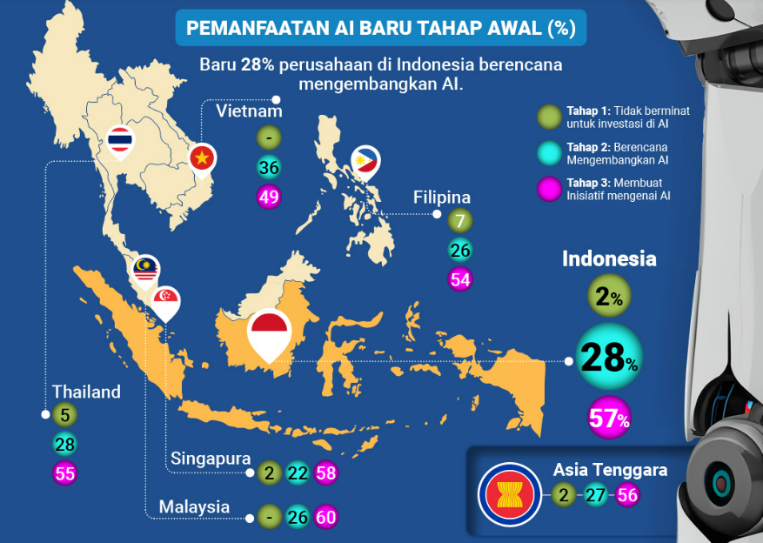 PEMANFAATAN AI BARU TAHAP AWAL (%)
Baru 28% perusahaan di Indonesia berencana
mengembangkan AI.
Vietnam
-
36
49
Tahap 1: Tidak berminat
untuk investasi di AI
Tahap 2: Berencana
Mengembangkan AI
Tahap 3: Membuat
Inisiatif mengenai AI
Filipina
7
26
54
Indonesia
2%
28%
57%
Thailand
5
28
55
Singapura
2 22 58
Malaysia
- 26 60
Asia Tenggara
2 27 56